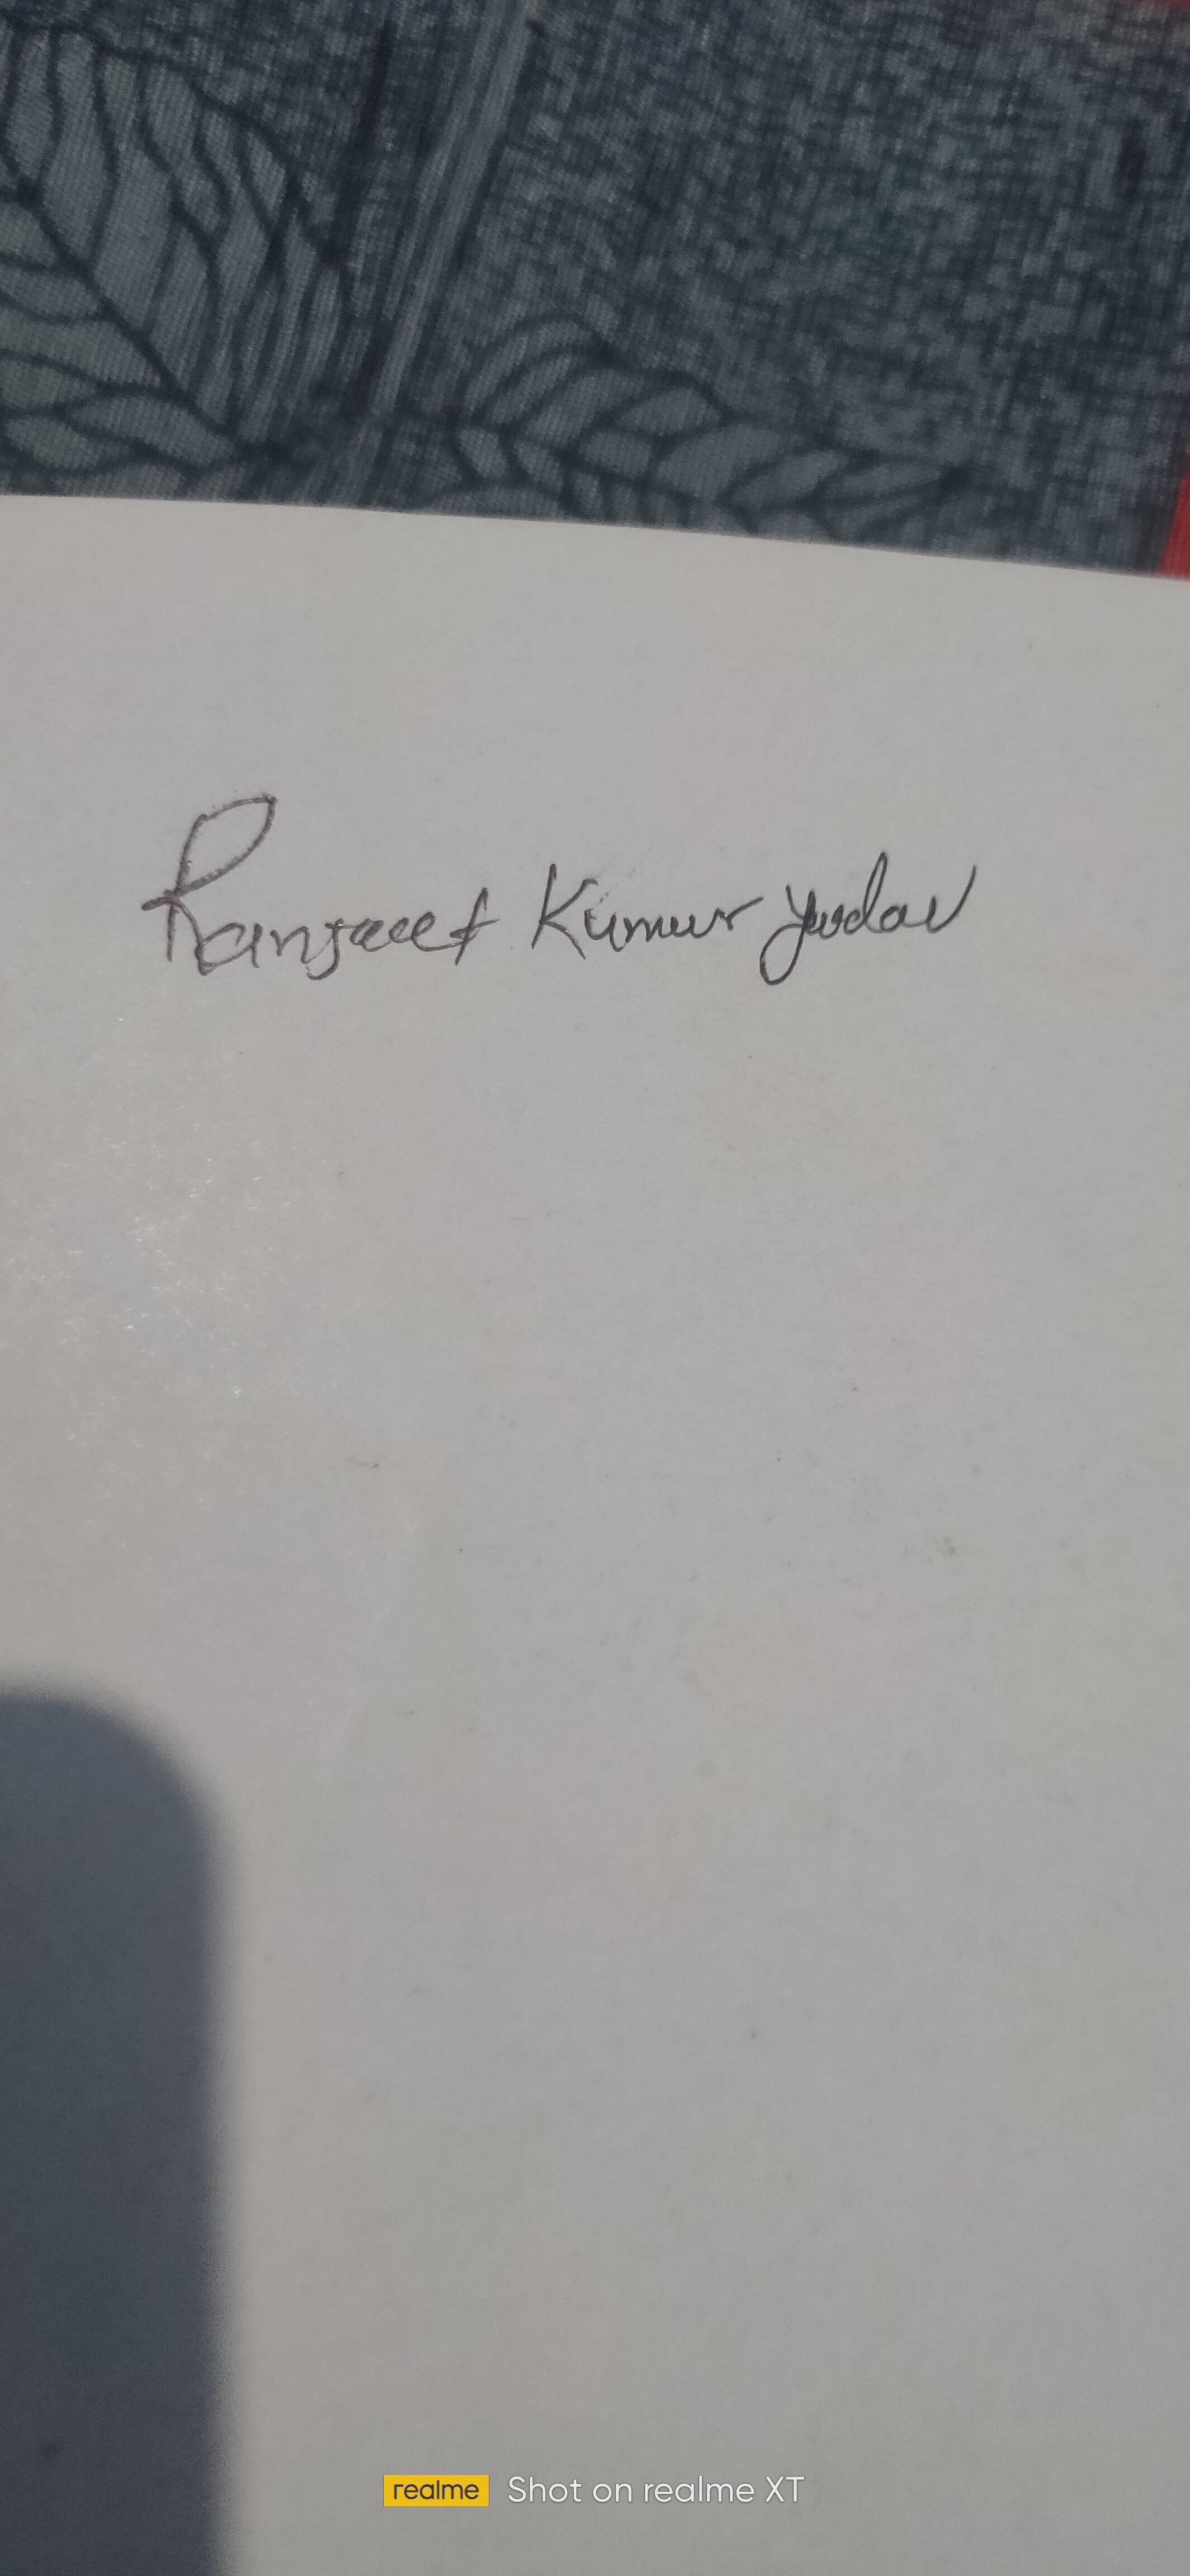 Ranjeet Kumar Yadav
realme Shot on realme XT